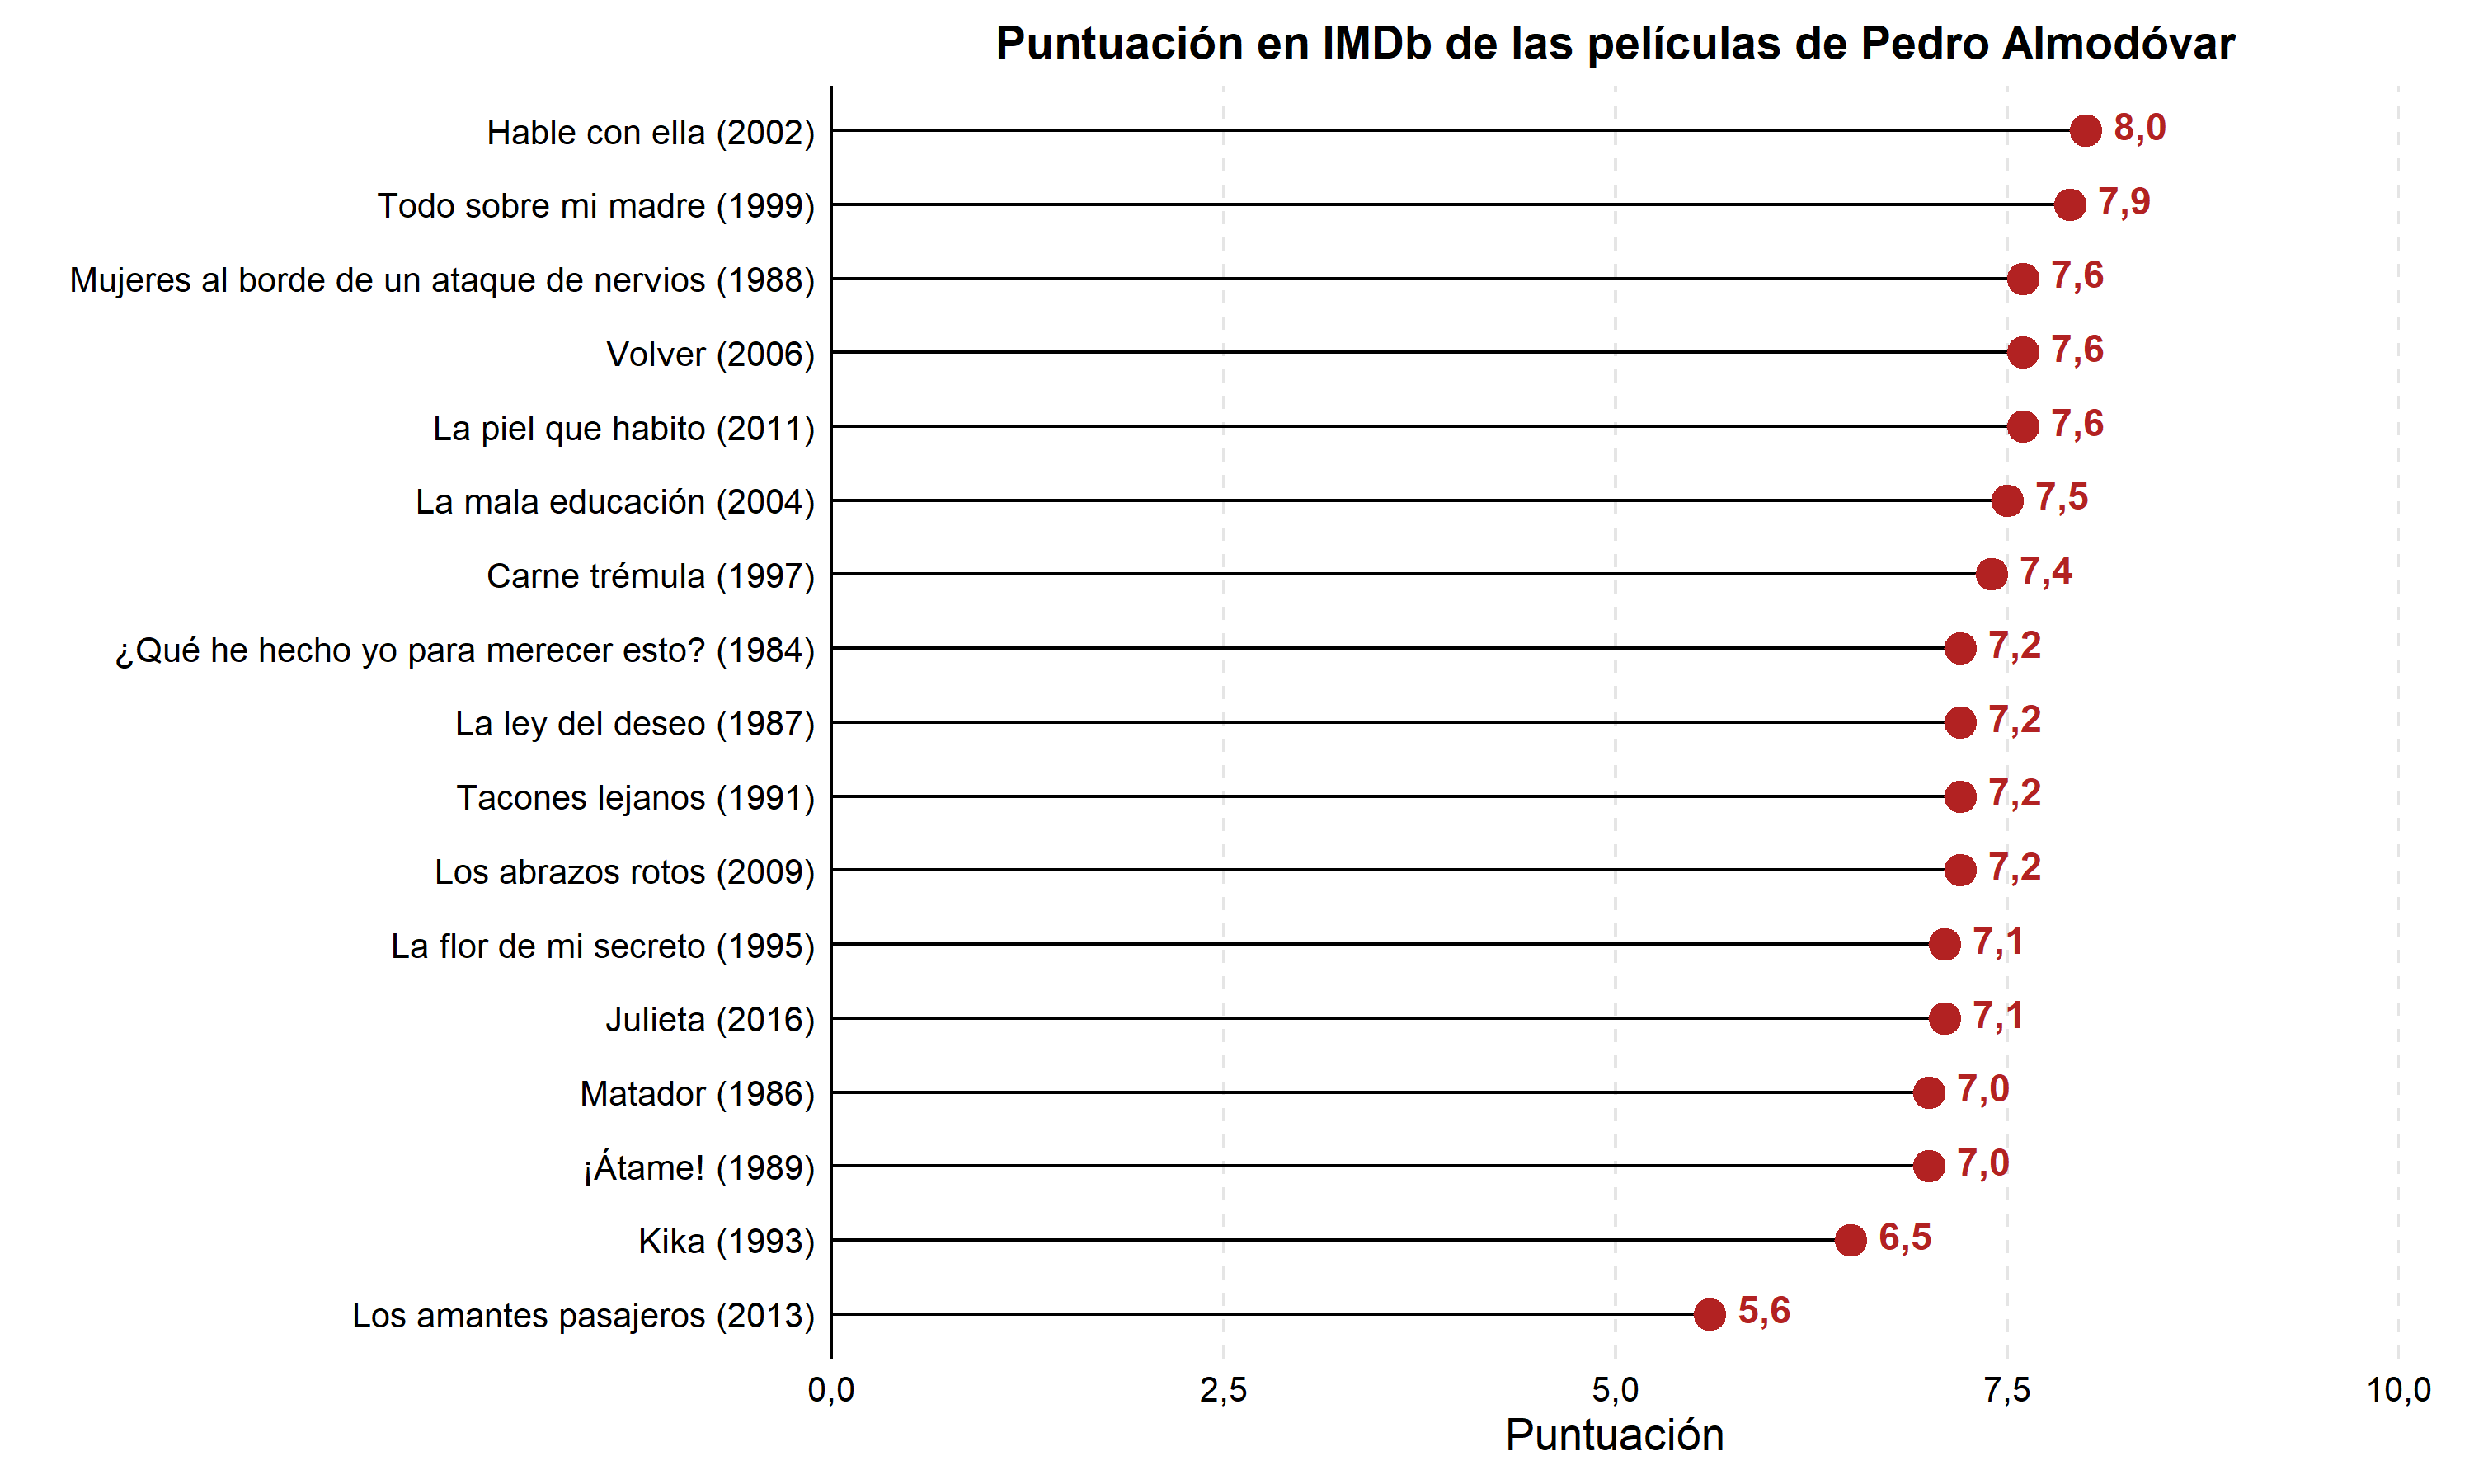 Puntuación en IMDb de las películas de Pedro Almodóvar
Hable con ella (2002) 8,0
Todo sobre mi madre (1999) 7,9
Mujeres al borde de un ataque de nervios (1988) 7,6
Volver (2006) 7,6
La piel que habito (2011) 7,6
La mala educación (2004) 7,5
Carne trémula (1997) 7,4
¿Qué he hecho yo para merecer esto? (1984) 7,2
La ley del deseo (1987) 7,2
Tacones lejanos (1991) 7,2
Los abrazos rotos (2009) 7,2
La flor de mi secreto (1995) 7,1
Julieta (2016) 7,1
Matador (1986) 7,0
¡Átame! (1989) 7,0
Kika (1993) 6,5
Los amantes pasajeros (2013) 5,6
0,0 2,5 5,0 7,5 10,0
Puntuación